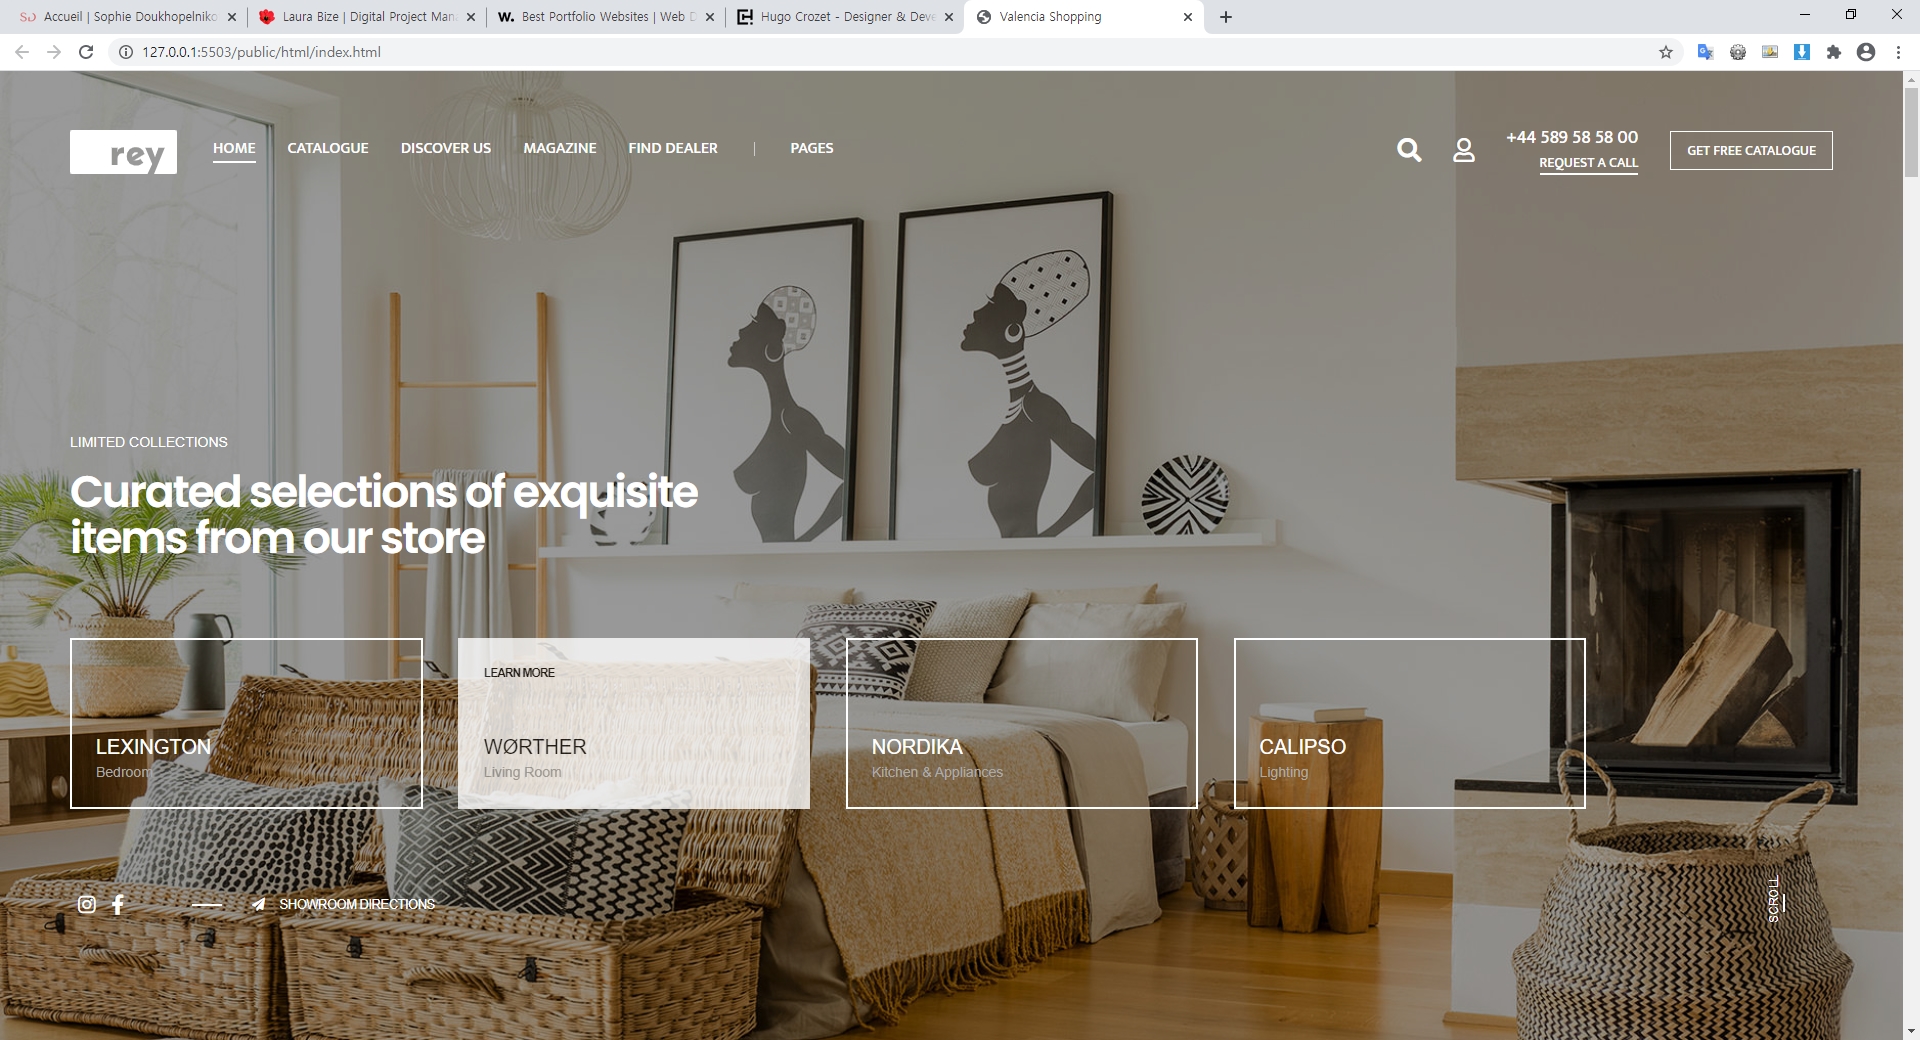 Accueil | Sophie Doukhopelniko
Laura Bize | Digital Project Man
W. Best Portfolio Websites | Web D
Hugo Crozet - Designer & Deve
Valencia Shopping
127.0.0.1:5503/public/html/index.html
rey
HOME
CATALOGUE
DISCOVER US
MAGAZINE
FIND DEALER
|
PAGES
+44 589 58 58 00
REQUEST A CALL
GET FREE CATALOGUE
LIMITED COLLECTIONS
Curated selections of exquisite
items from our store
LEXINGTON
Bedroom
LEARN MORE
WØRTHER
Living Room
NORDIKA
Kitchen & Appliances
CALIPSO
Lighting
SHOWROOM DIRECTIONS
SCROLL